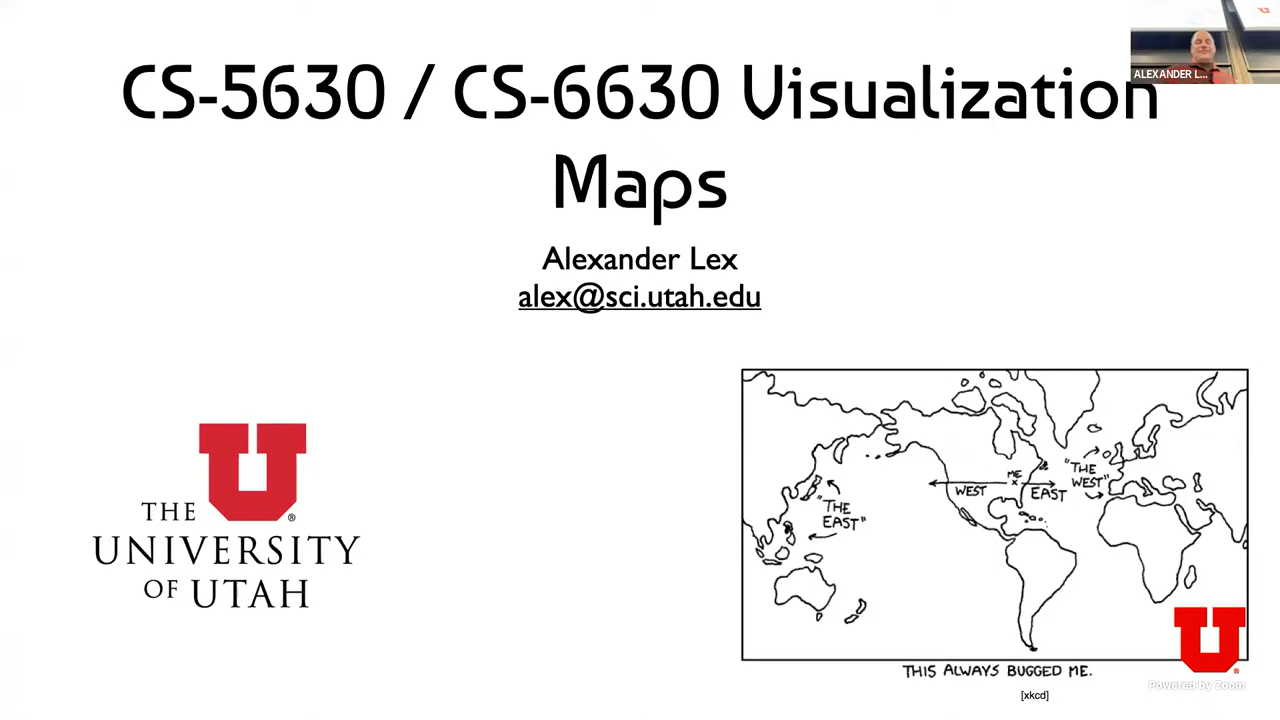 CS-5630 / CS-6630 Visualization
Maps
Alexander Lex
alex@sci.utah.edu
ALEXANDER L...
THE
U
®
UNIVERSITY
OF UTAH
"THE
EAST"
WEST
ME
x
EAST
"THE
WEST"
THIS ALWAYS BUGGED ME.
[xkcd]
U
®
Powered by Zoom